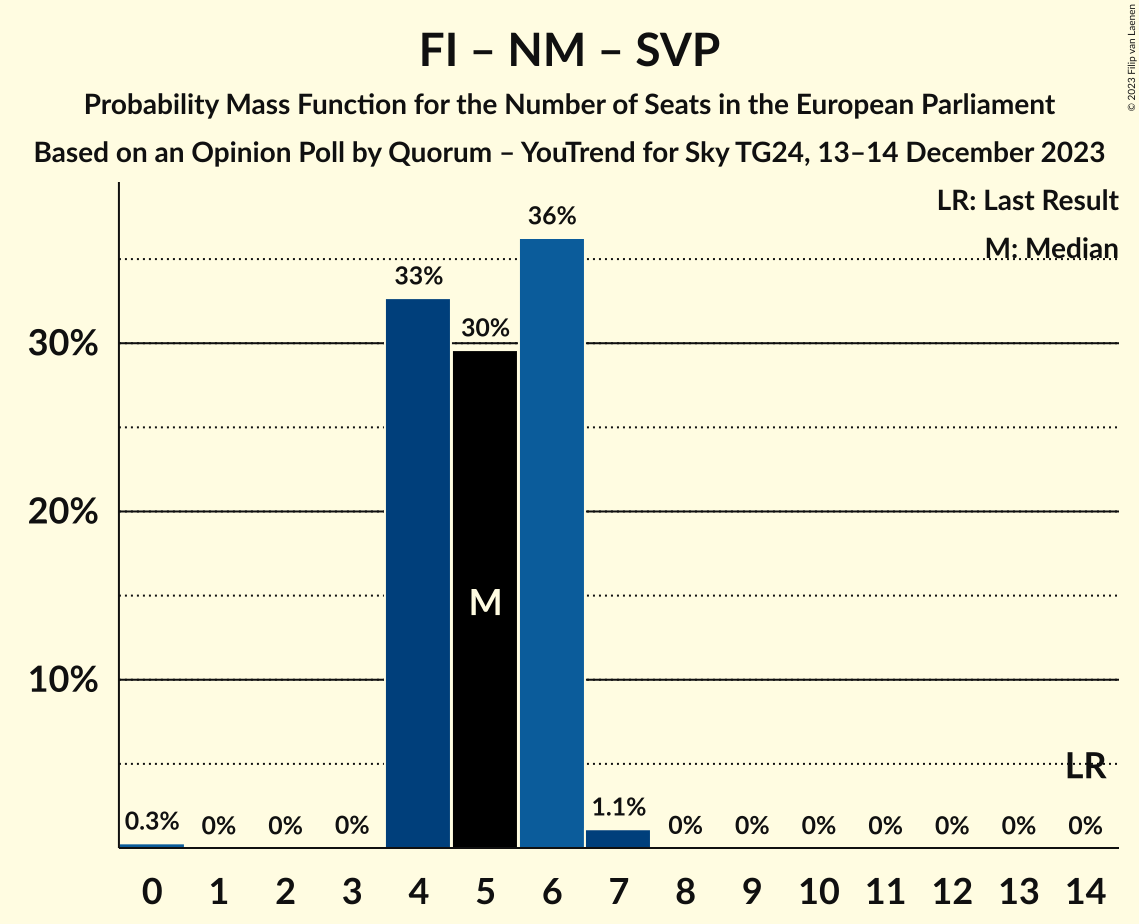 FI – NM – SVP
Probability Mass Function for the Number of Seats in the European Parliament
Based on an Opinion Poll by Quorum – YouTrend for Sky TG24, 13–14 December 2023
© 2023 Filip van Laenen
LR: Last Result
M: Median
36%
33%
30%
30%
20%
10%
M
LR
0.3% 0% 0% 0% 1.1% 0% 0% 0% 0% 0% 0% 0%
0 1 2 3 4 5 6 7 8 9 10 11 12 13 14